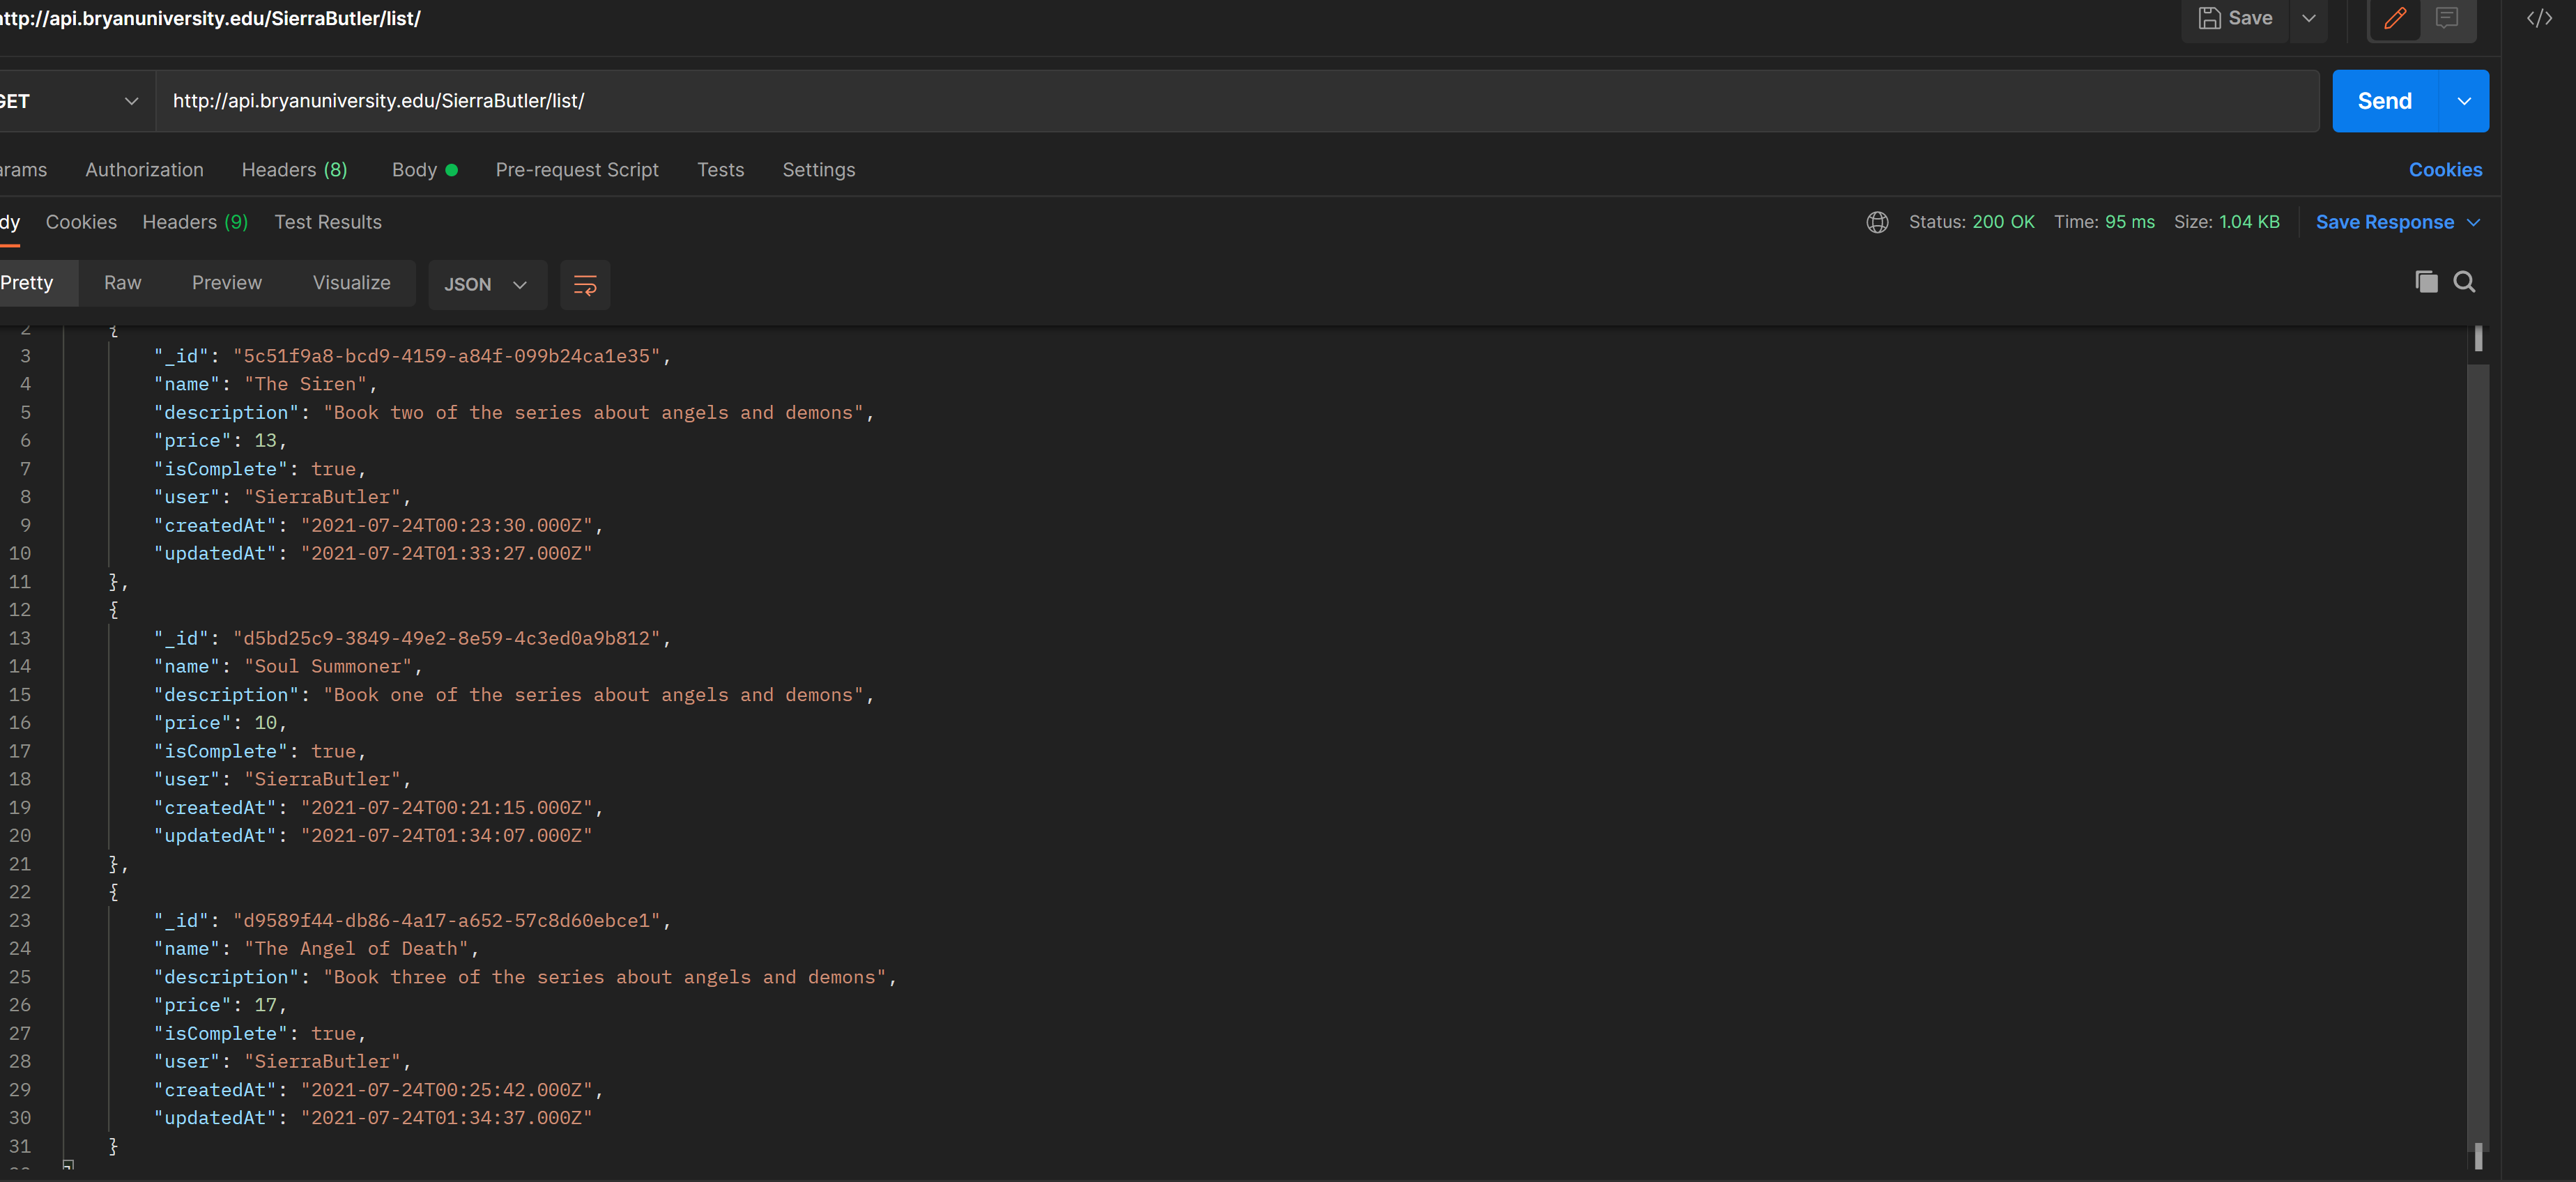 ttp://api.bryanuniversity.edu/SierraButler/list/
Save
GET
http://api.bryanuniversity.edu/SierraButler/list/
Send
arams Authorization Headers (8) Body Pre-request Script Tests Settings Cookies
dy Cookies Headers (9) Test Results Status: 200 OK Time: 95 ms Size: 1.04 KB Save Response
Pretty Raw Preview Visualize JSON
2 {
3 "_id": "5c51f9a8-bcd9-4159-a84f-099b24ca1e35",
4 "name": "The Siren",
5 "description": "Book two of the series about angels and demons",
6 "price": 13,
7 "isComplete": true,
8 "user": "SierraButler",
9 "createdAt": "2021-07-24T00:23:30.000Z",
10 "updatedAt": "2021-07-24T01:33:27.000Z"
11 },
12 {
13 "_id": "d5bd25c9-3849-49e2-8e59-4c3ed0a9b812",
14 "name": "Soul Summoner",
15 "description": "Book one of the series about angels and demons",
16 "price": 10,
17 "isComplete": true,
18 "user": "SierraButler",
19 "createdAt": "2021-07-24T00:21:15.000Z",
20 "updatedAt": "2021-07-24T01:34:07.000Z"
21 },
22 {
23 "_id": "d9589f44-db86-4a17-a652-57c8d60ebce1",
24 "name": "The Angel of Death",
25 "description": "Book three of the series about angels and demons",
26 "price": 17,
27 "isComplete": true,
28 "user": "SierraButler",
29 "createdAt": "2021-07-24T00:25:42.000Z",
30 "updatedAt": "2021-07-24T01:34:37.000Z"
31 }